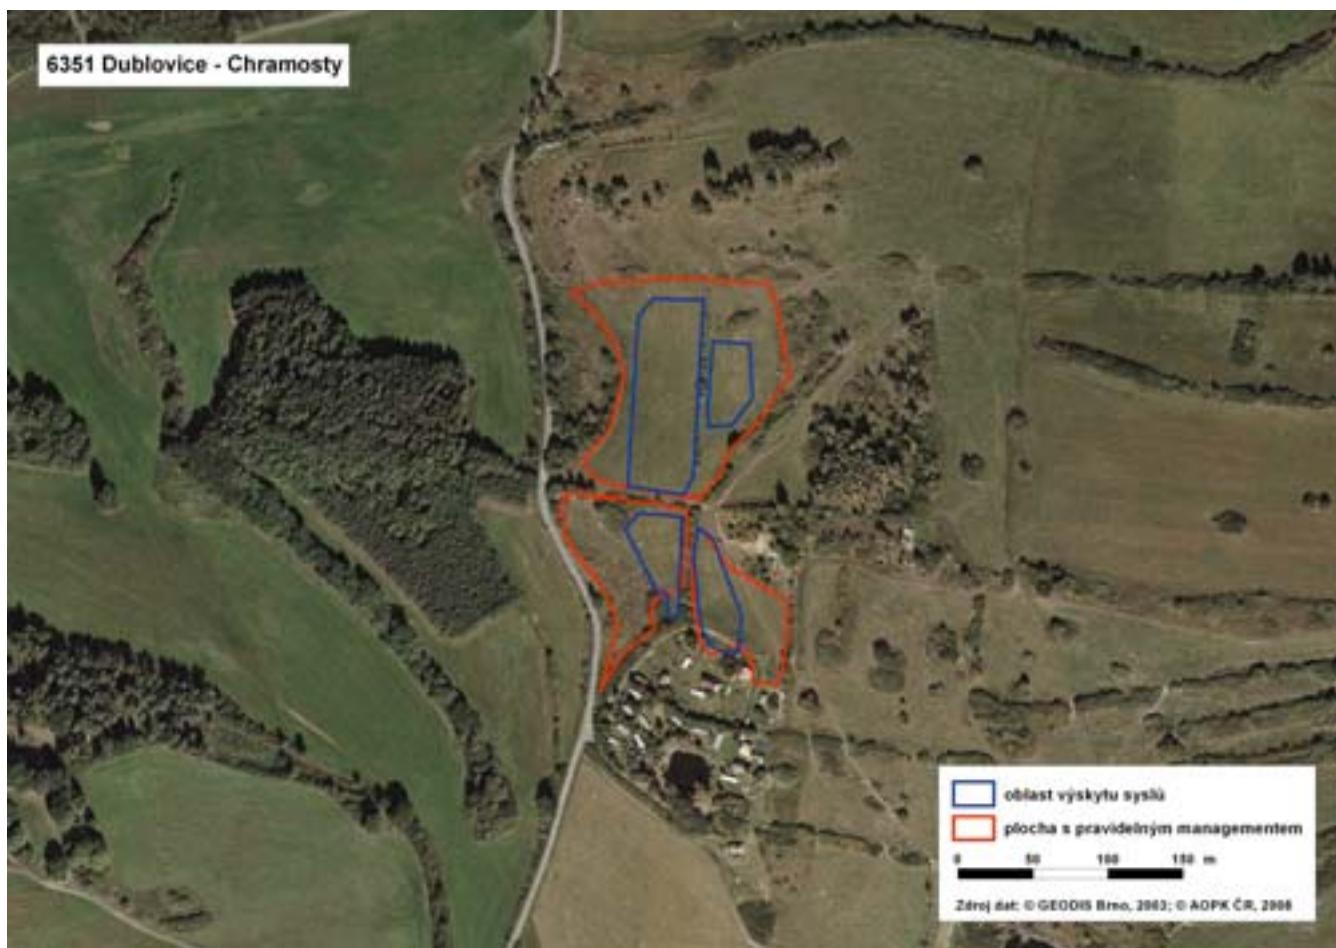 6351 Dublovice - Chramosty
oblast výskytu syslů
plocha s pravidelným managementem
0 50 100 150 m
Zdroj dat: © GEODIS Brno, 2003; © AOPK ČR, 2008